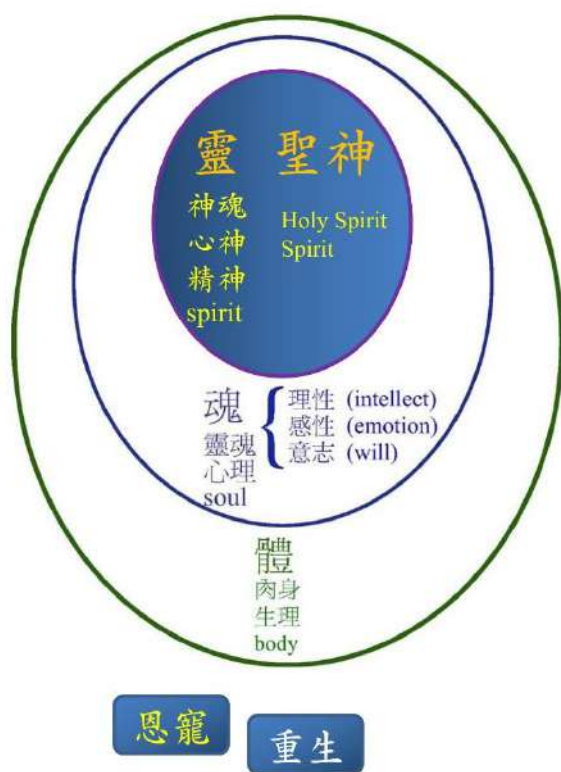 靈 聖神
神魂
心神
精神
spirit
Holy Spirit
Spirit
魂
靈魂
心理
soul
理性 (intellect)
感性 (emotion)
意志 (will)
體
肉身
生理
body
恩寵
重生